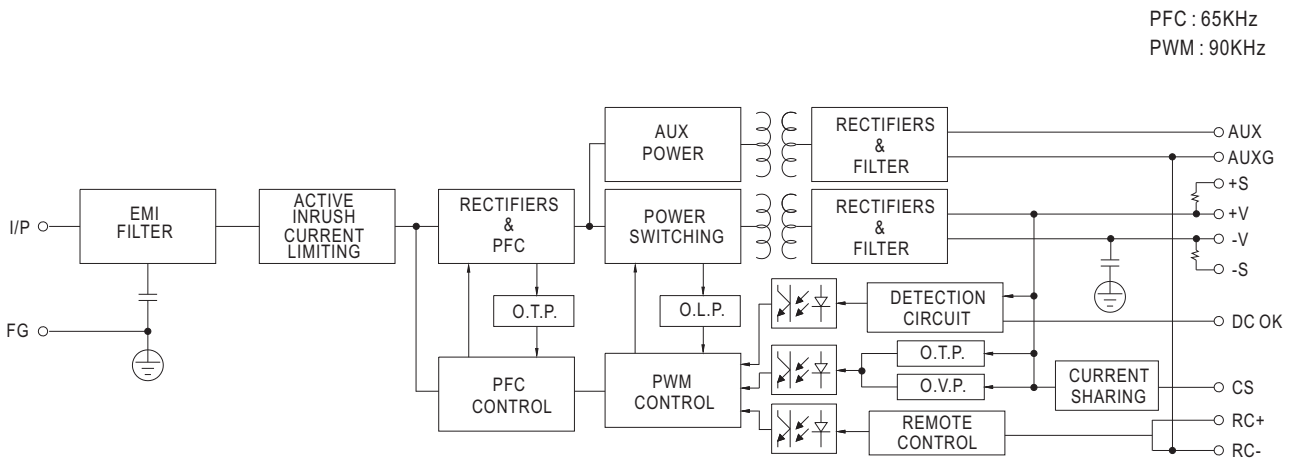 PFC : 65KHz
PWM : 90KHz
AUX
POWER
RECTIFIERS
&
FILTER
AUX
AUXG
I/P
EMI
FILTER
ACTIVE
INRUSH
CURRENT
LIMITING
RECTIFIERS
&
PFC
POWER
SWITCHING
RECTIFIERS
&
FILTER
+S
+V
-V
-S
FG
O.T.P.
O.L.P.
DETECTION
CIRCUIT
DC OK
PFC
CONTROL
PWM
CONTROL
O.T.P.
O.V.P.
CURRENT
SHARING
CS
REMOTE
CONTROL
RC+
RC-